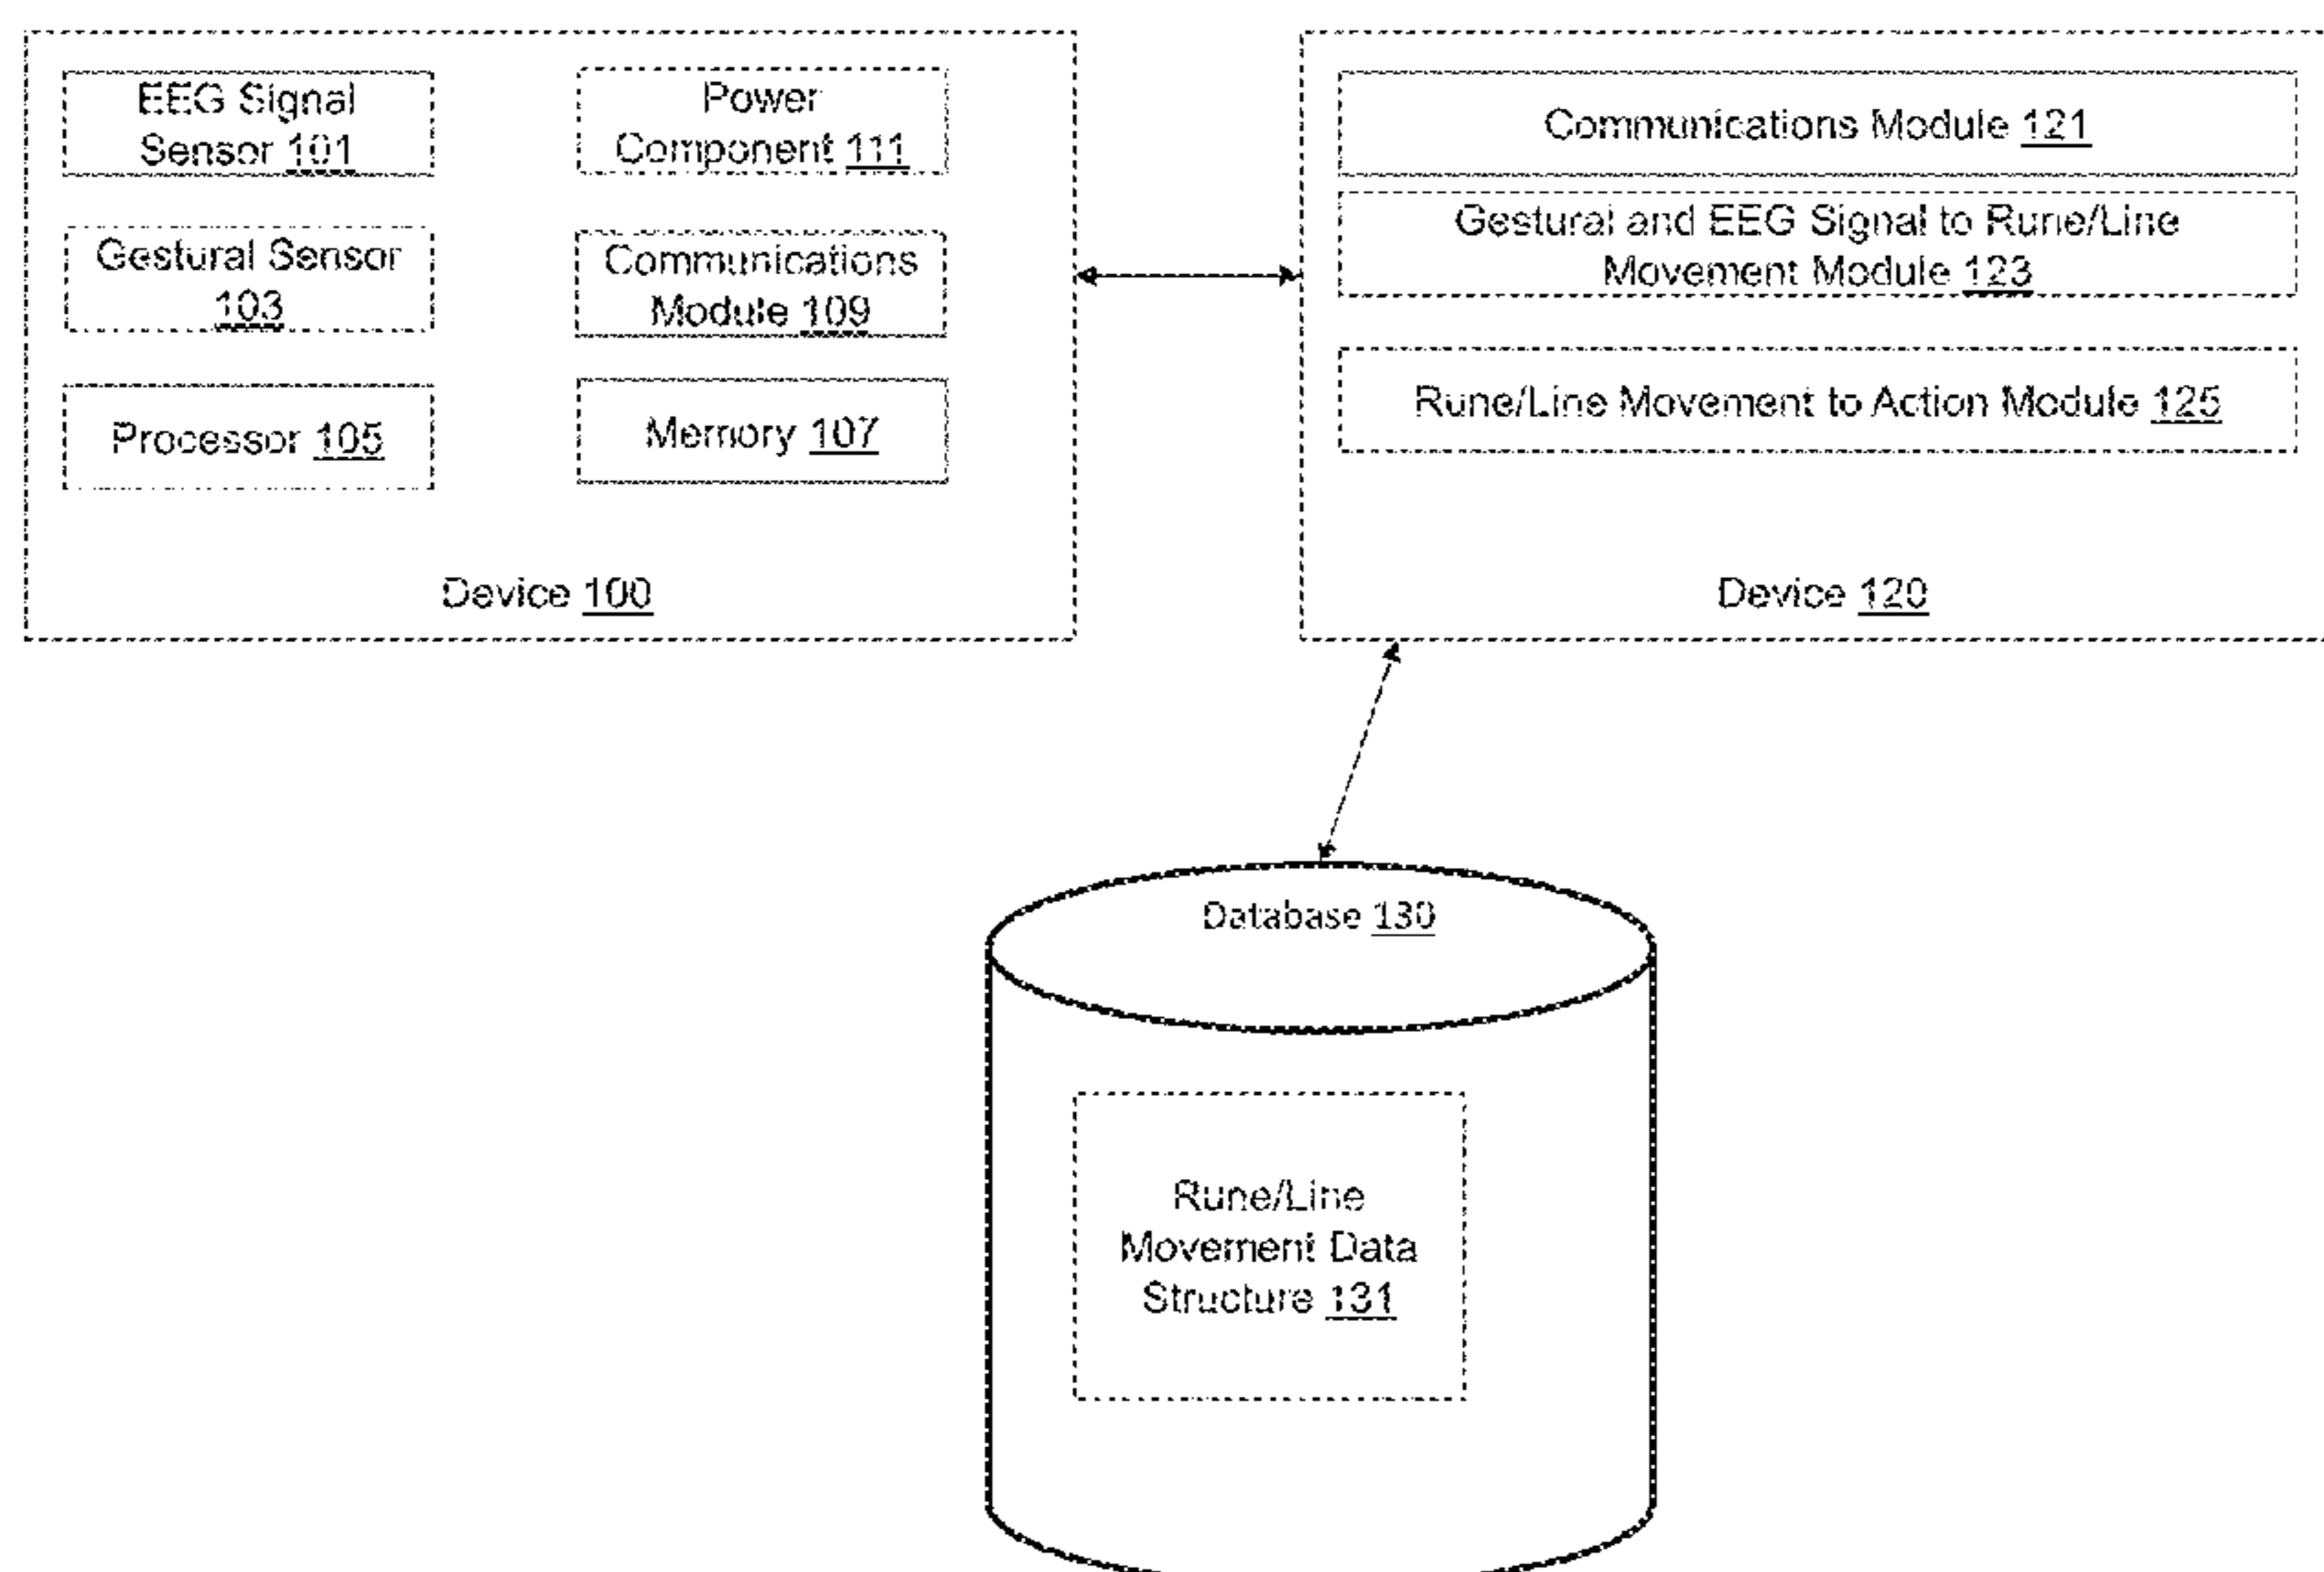 EEG Signal
Sensor 101
Power
Component 111
Gestural Sensor
103
Communications
Module 109
Processor 105
Memory 107
Device 100
Communications Module 121
Gestural and EEG Signal to Rune/Line
Movement Module 123
Rune/Line Movement to Action Module 125
Device 120
Database 130
Rune/Line
Movement Data
Structure 131